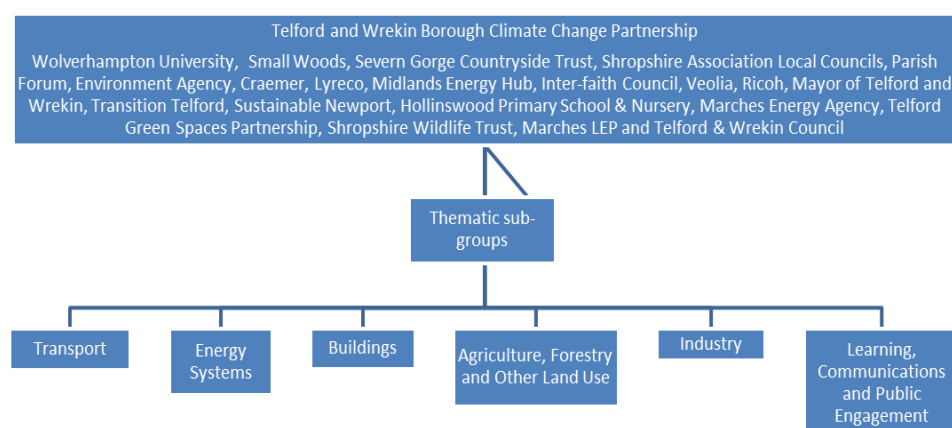 Telford and Wrekin Borough Climate Change Partnership
Wolverhampton University, Small Woods, Severn Gorge Countryside Trust, Shropshire Association Local Councils, Parish
Forum, Environment Agency, Craemer, Lyreco, Midlands Energy Hub, Inter-faith Council, Veolia, Ricoh, Mayor of Telford and
Wrekin, Transition Telford, Sustainable Newport, Hollinswood Primary School & Nursery, Marches Energy Agency, Telford
Green Spaces Partnership, Shropshire Wildlife Trust, Marches LEP and Telford & Wrekin Council
Thematic sub-
groups
Transport
Energy
Systems
Buildings
Agriculture, Forestry
and Other Land Use
Industry
Learning,
Communications
and Public
Engagement